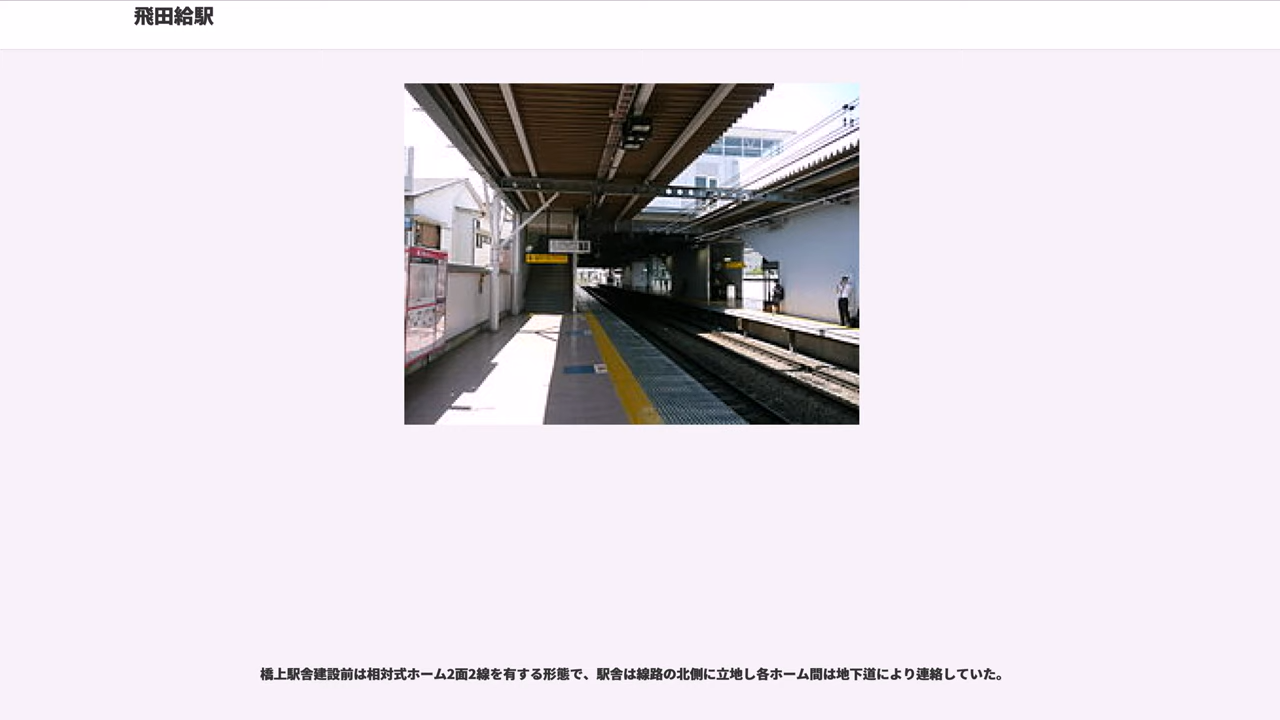 飛田給駅
橋上駅舎建設前は相対式ホーム2面2線を有する形態で、駅舎は線路の北側に立地し各ホーム間は地下道により連絡していた。